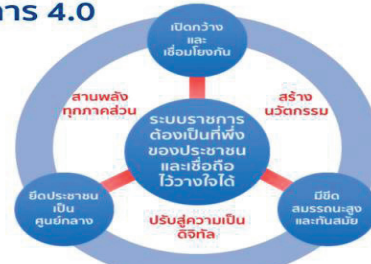 าร 4.0
เปิดกว้าง
และ
เชื่อมโยงกัน
สานพลัง
ทุกภาคส่วน
สร้าง
นวัตกรรม
ระบบราชการ
ต้องเป็นที่พึ่ง
ของประชาชน
และเชื่อถือ
ไว้วางใจได้
ยึดประชาชน
เป็น
ศูนย์กลาง
ปรับสู่ความเป็น
ดิจิทัล
มีขีด
สมรรถนะสูง
และทันสมัย